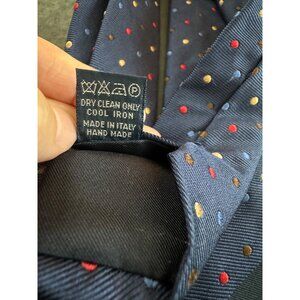 P
DRY CLEAN ONLY
COOL IRON
MADE IN ITALY
HAND MADE